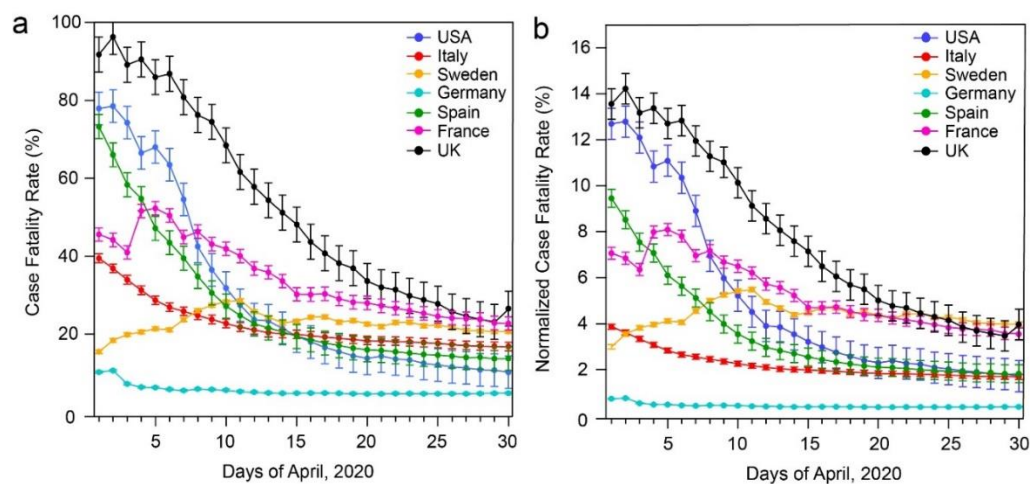 a
Case Fatality Rate (%)
100
80
60
40
20
0
5 10 15 20 25 30
Days of April, 2020
USA
Italy
Sweden
Germany
Spain
France
UK
b
Normalized Case Fatality Rate (%)
16
14
12
10
8
6
4
2
0
5 10 15 20 25 30
Days of April, 2020
USA
Italy
Sweden
Germany
Spain
France
UK